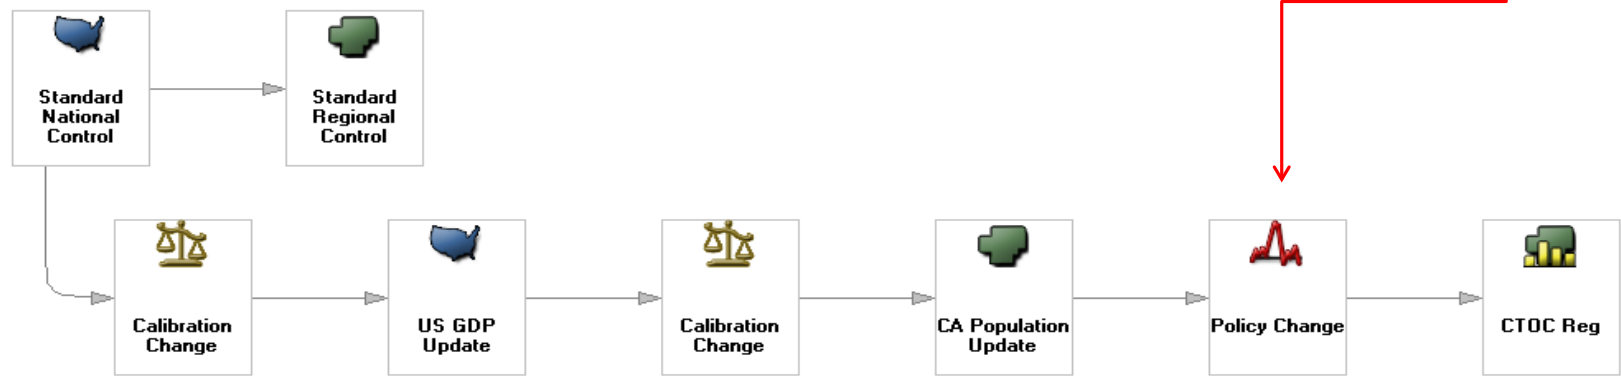 Standard
National
Control
Standard
Regional
Control
Calibration
Change
US GDP
Update
Calibration
Change
CA Population
Update
Policy Change
CTOC Reg